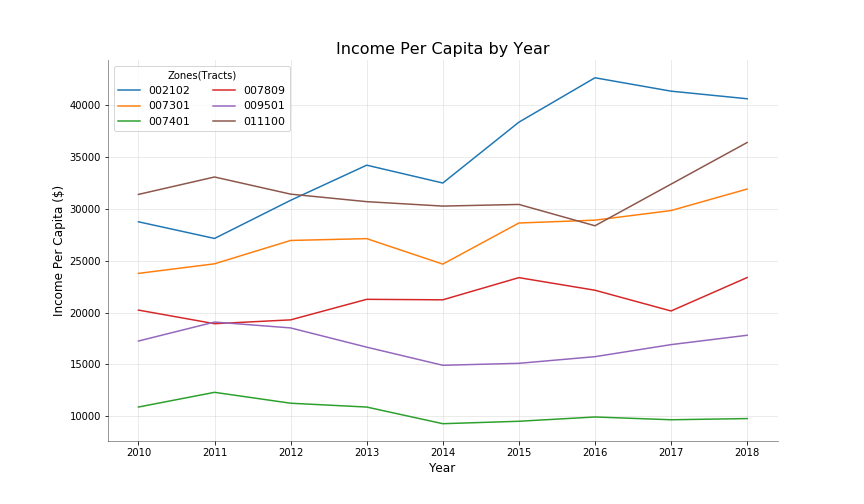 Income Per Capita by Year
Zones(Tracts)
002102 007809
007301 009501
007401 011100
Income Per Capita ($)
40000
35000
30000
25000
20000
15000
10000
2010 2011 2012 2013 2014 2015 2016 2017 2018
Year